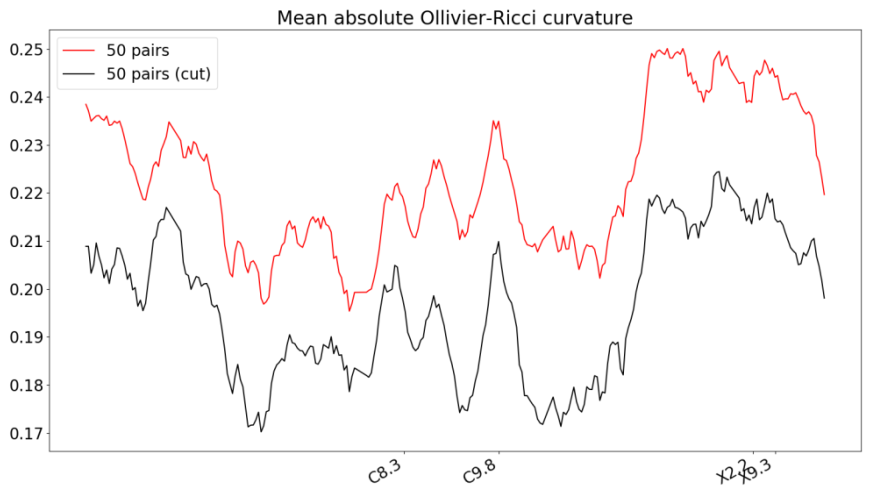 Mean absolute Ollivier-Ricci curvature
50 pairs
50 pairs (cut)
0.25
0.24
0.23
0.22
0.21
0.20
0.19
0.18
0.17
C8.3
C9.8
X2.2
X9.3